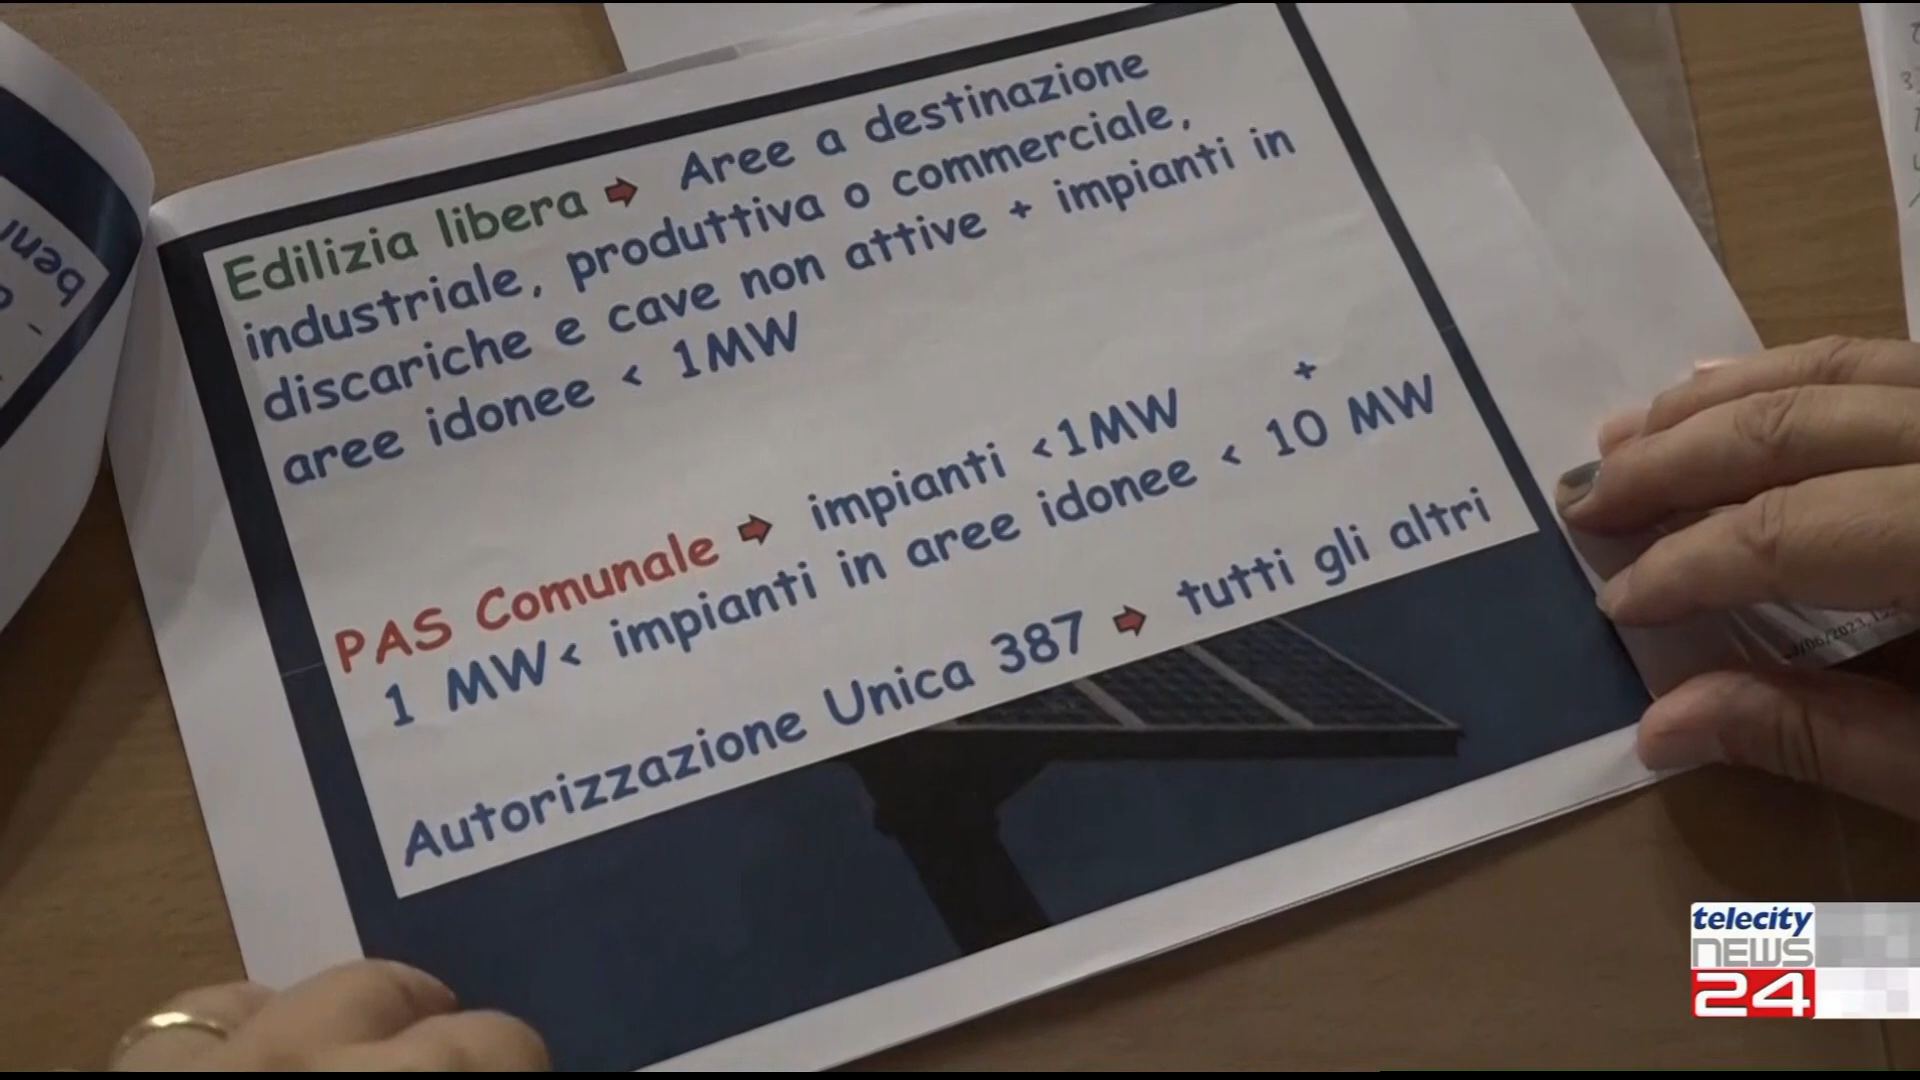 Edilizia libera Aree a destinazione
industriale, produttiva o commerciale,
discariche e cave non attive + impianti in
aree idonee < 1MW
PAS Comunale impianti <1MW +
1 MW< impianti in aree idonee < 10 MW
Autorizzazione Unica 387 tutti gli altri
beni
telecity
NEWS
24